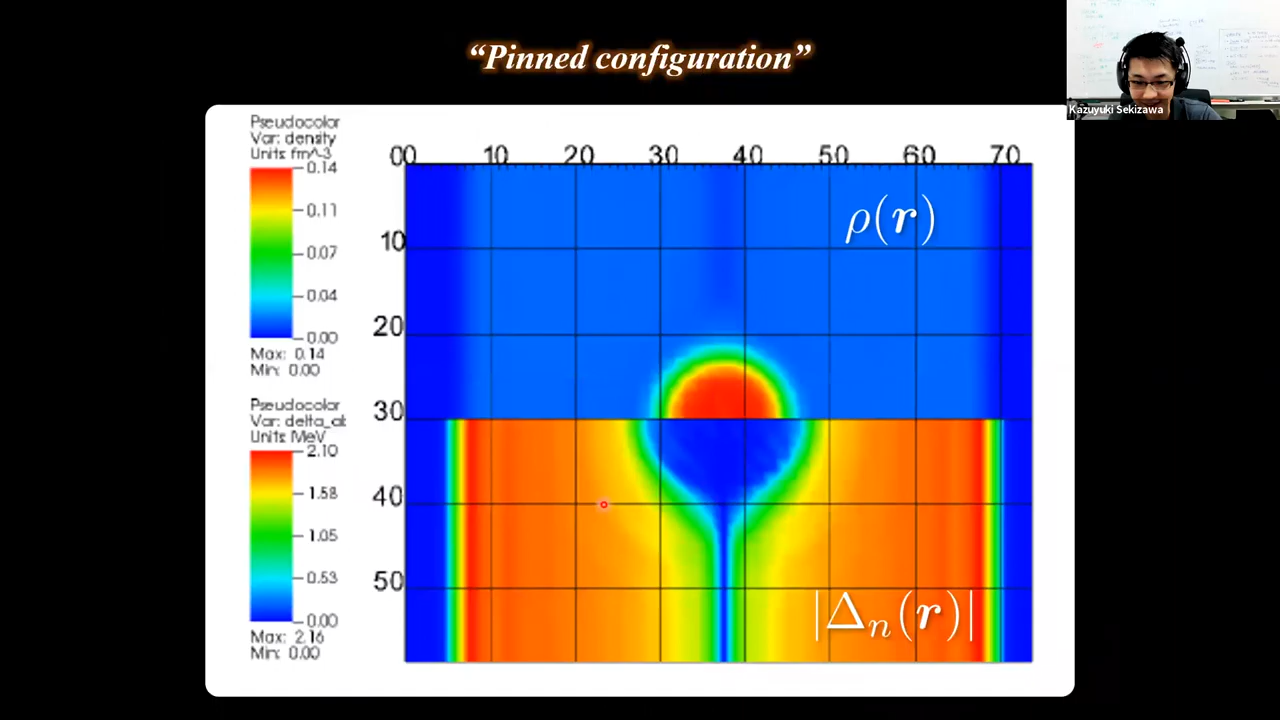 “Pinned configuration”
Kazuyuki Sekizawa
Pseudocolor
Var: density
Units fm^-3
0.14
0.11
0.07
0.04
0.00
Max: 0.14
Min: 0.00
Pseudocolor
Var: delta_ab
Units MeV
2.10
1.58
1.05
0.53
0.00
Max: 2.16
Min: 0.00
00 10 20 30 40 50 60 70
10
20
30
40
50
ρ(r)
|Δₙ(r)|